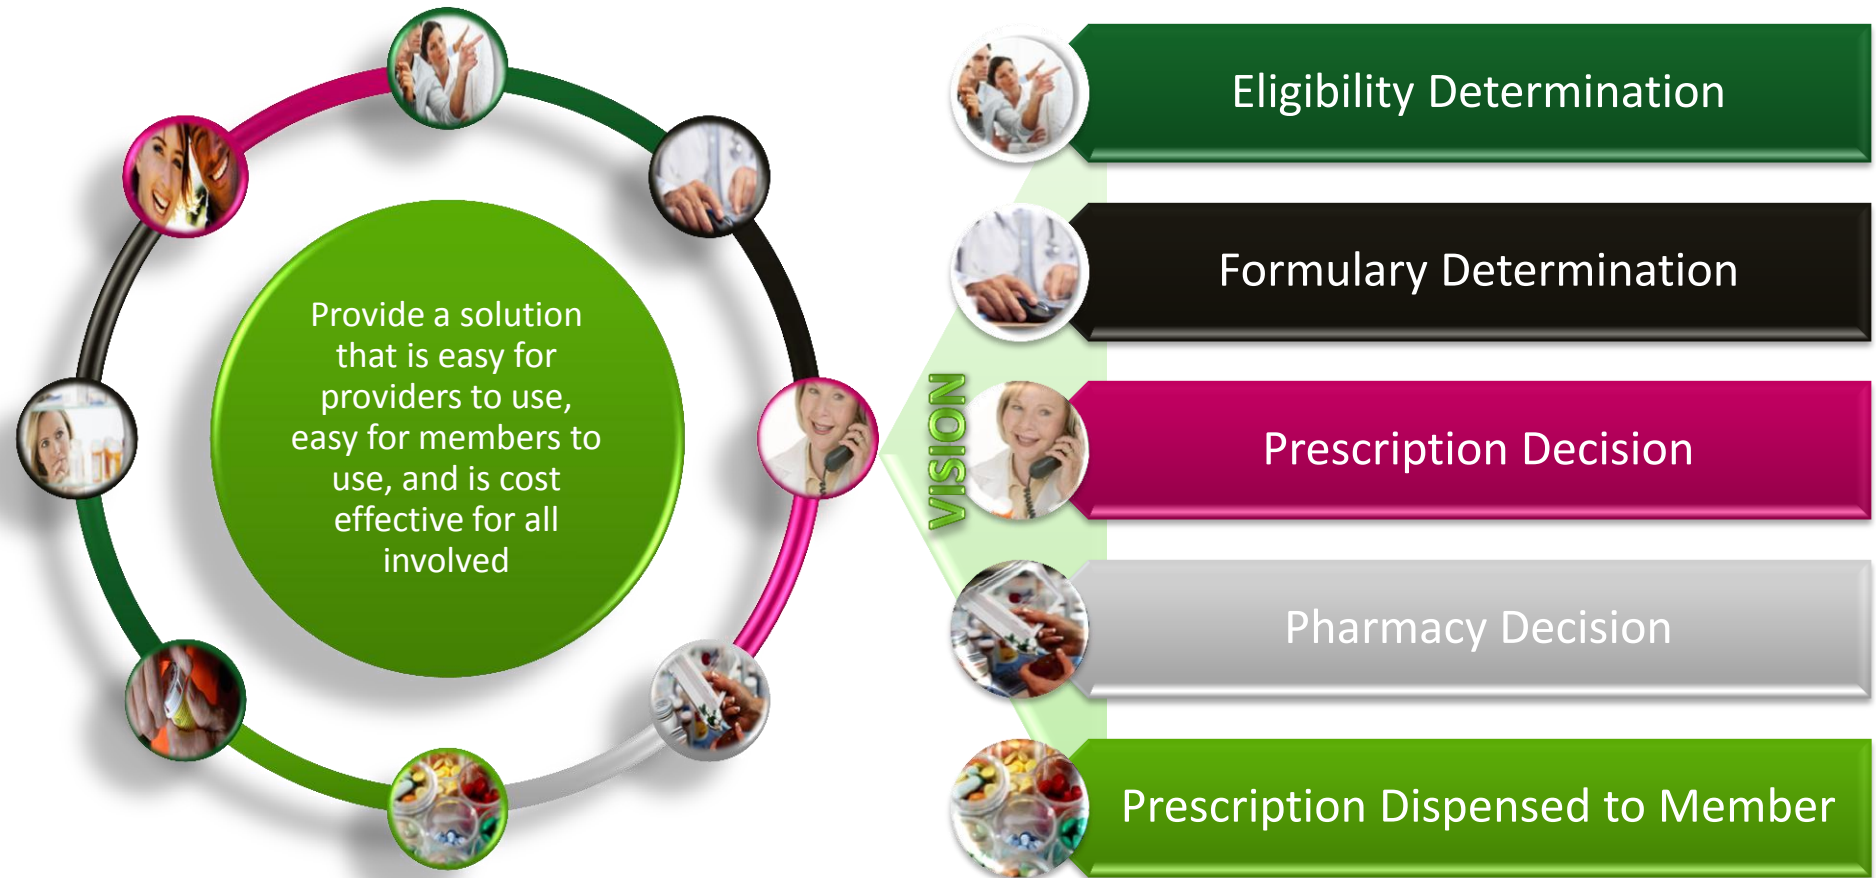 Provide a solution
that is easy for
providers to use,
easy for members to
use, and is cost
effective for all
involved
VISION
Eligibility Determination
Formulary Determination
Prescription Decision
Pharmacy Decision
Prescription Dispensed to Member